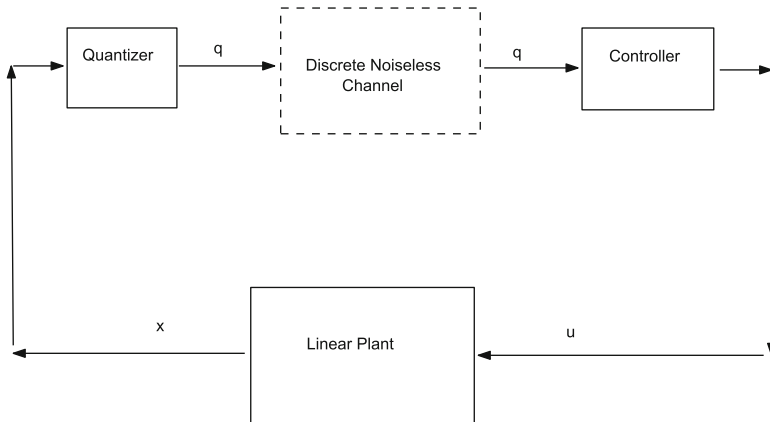 Quantizer
q
Discrete Noiseless
Channel
q
Controller
x
Linear Plant
u